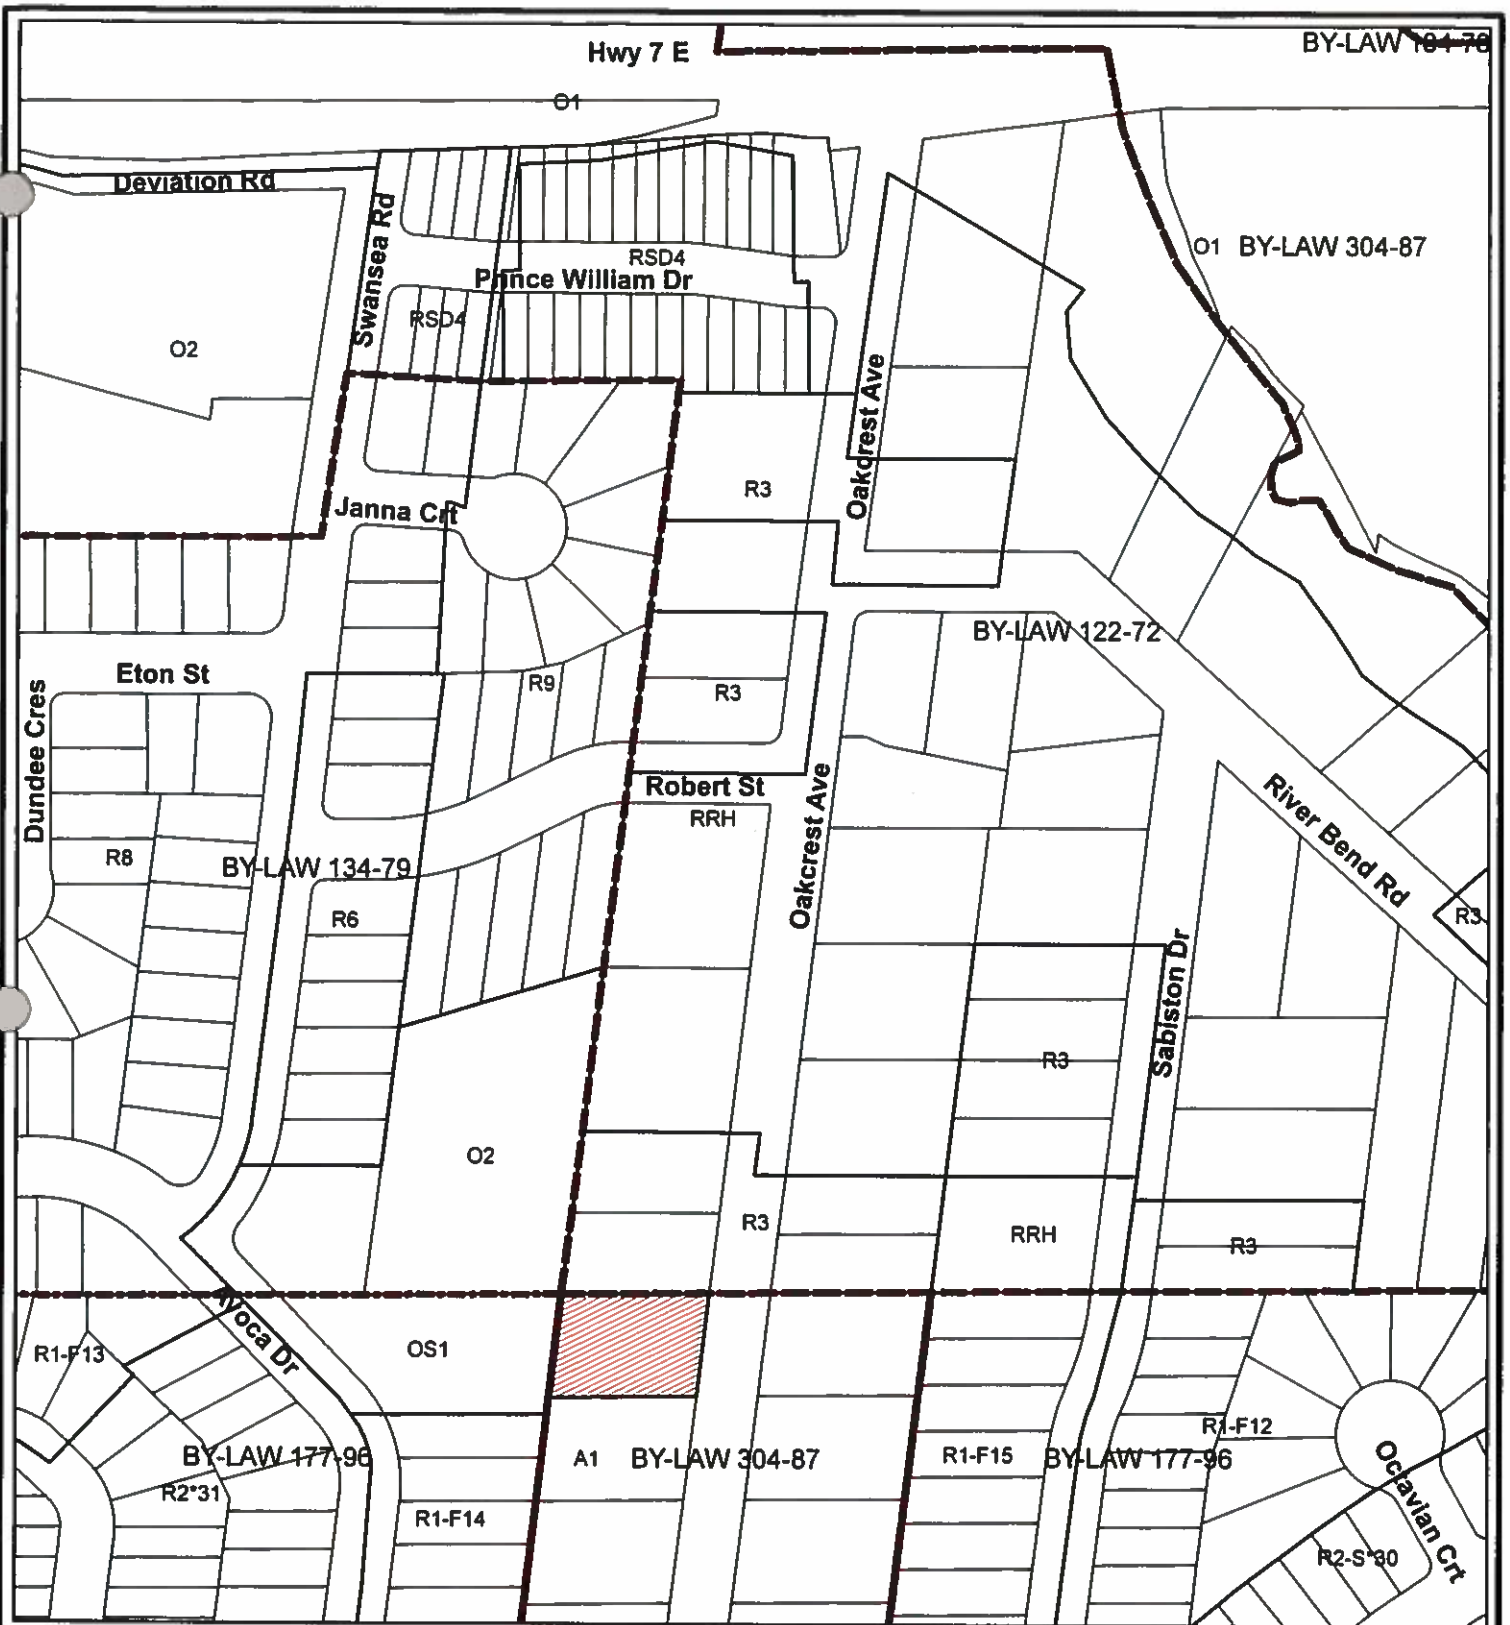 Hwy 7 E
BY-LAW 184-78
O1
Deviation Rd
Swansea Rd
RSD4
Prince William Dr
O1 BY-LAW 304-87
RSD4
O2
Oakcrest Ave
R3
Janna Crt
BY-LAW 122-72
Eton St
R9
R3
Dundee Cres
Robert St
RRH
River Bend Rd
R8
BY-LAW 134-79
Oakcrest Ave
R6
R3
Sabiston Dr
R3
O2
R3
RRH
R3
Avoca Dr
R1-F13
OS1
R1-F12
BY-LAW 177-96
A1
BY-LAW 304-87
R1-F15
BY-LAW 177-96
R2*31
R1-F14
Octavian Crt
R2-S*30